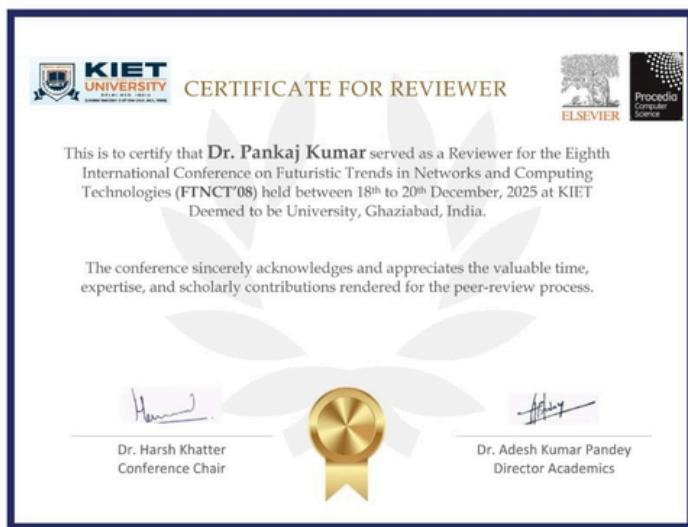 KIET
UNIVERSITY
DELHI-NCR, INDIA
CERTIFICATE FOR REVIEWER
ELSEVIER
Procedia
Computer
Science
This is to certify that Dr. Pankaj Kumar served as a Reviewer for the Eighth
International Conference on Futuristic Trends in Networks and Computing
Technologies (FTNCT'08) held between 18th to 20th December, 2025 at KIET
Deemed to be University, Ghaziabad, India.
The conference sincerely acknowledges and appreciates the valuable time,
expertise, and scholarly contributions rendered for the peer-review process.
Dr. Harsh Khatter
Conference Chair
Dr. Adesh Kumar Pandey
Director Academics